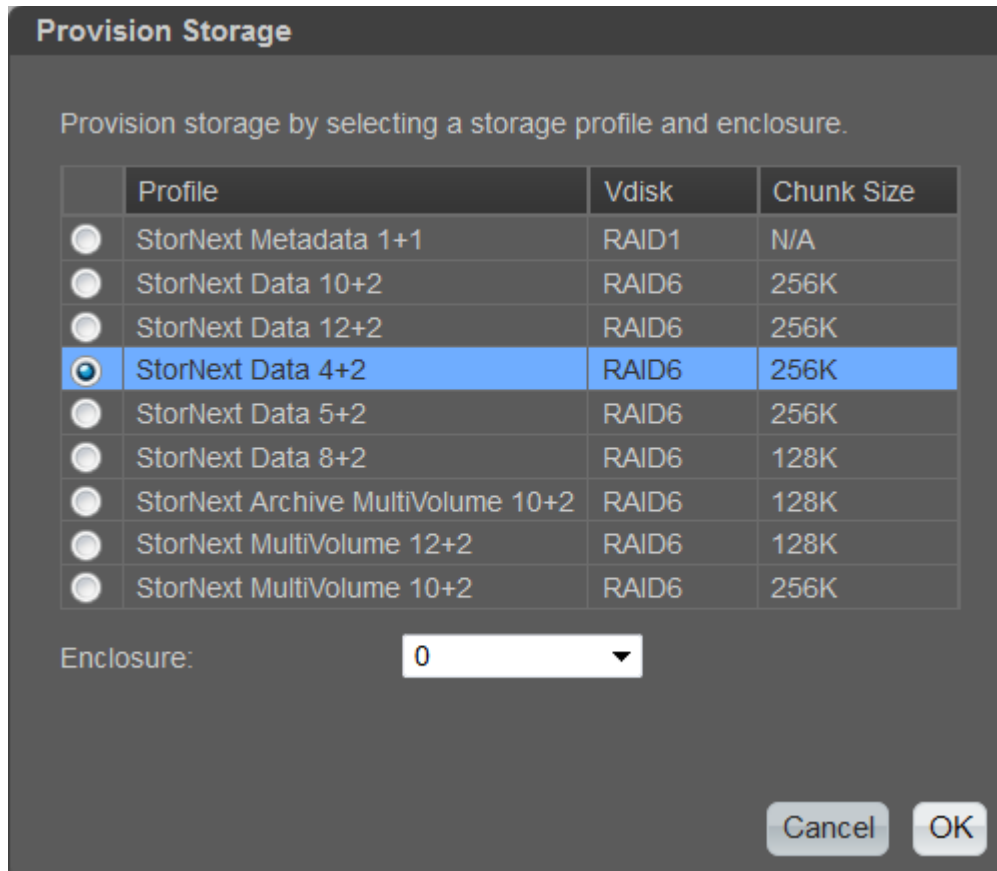 Provision Storage
Provision storage by selecting a storage profile and enclosure.
Profile Vdisk Chunk Size
StorNext Metadata 1+1 RAID1 N/A
StorNext Data 10+2 RAID6 256K
StorNext Data 12+2 RAID6 256K
StorNext Data 4+2 RAID6 256K
StorNext Data 5+2 RAID6 256K
StorNext Data 8+2 RAID6 128K
StorNext Archive MultiVolume 10+2 RAID6 128K
StorNext MultiVolume 12+2 RAID6 128K
StorNext MultiVolume 10+2 RAID6 256K
Enclosure: 0
Cancel OK